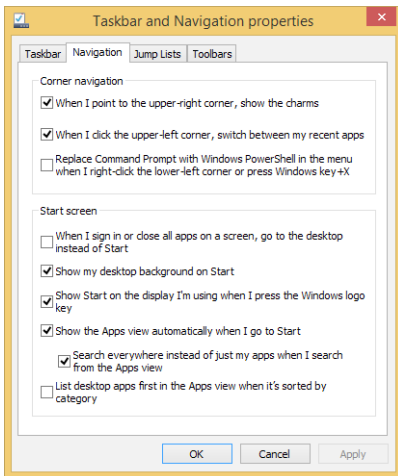 Taskbar and Navigation properties
Taskbar Navigation Jump Lists Toolbars
Corner navigation
When I point to the upper-right corner, show the charms
When I click the upper-left corner, switch between my recent apps
Replace Command Prompt with Windows PowerShell in the menu
when I right-click the lower-left corner or press Windows key+X
Start screen
When I sign in or close all apps on a screen, go to the desktop
instead of Start
Show my desktop background on Start
Show Start on the display I'm using when I press the Windows logo
key
Show the Apps view automatically when I go to Start
Search everywhere instead of just my apps when I search
from the Apps view
List desktop apps first in the Apps view when it's sorted by
category
OK Cancel Apply